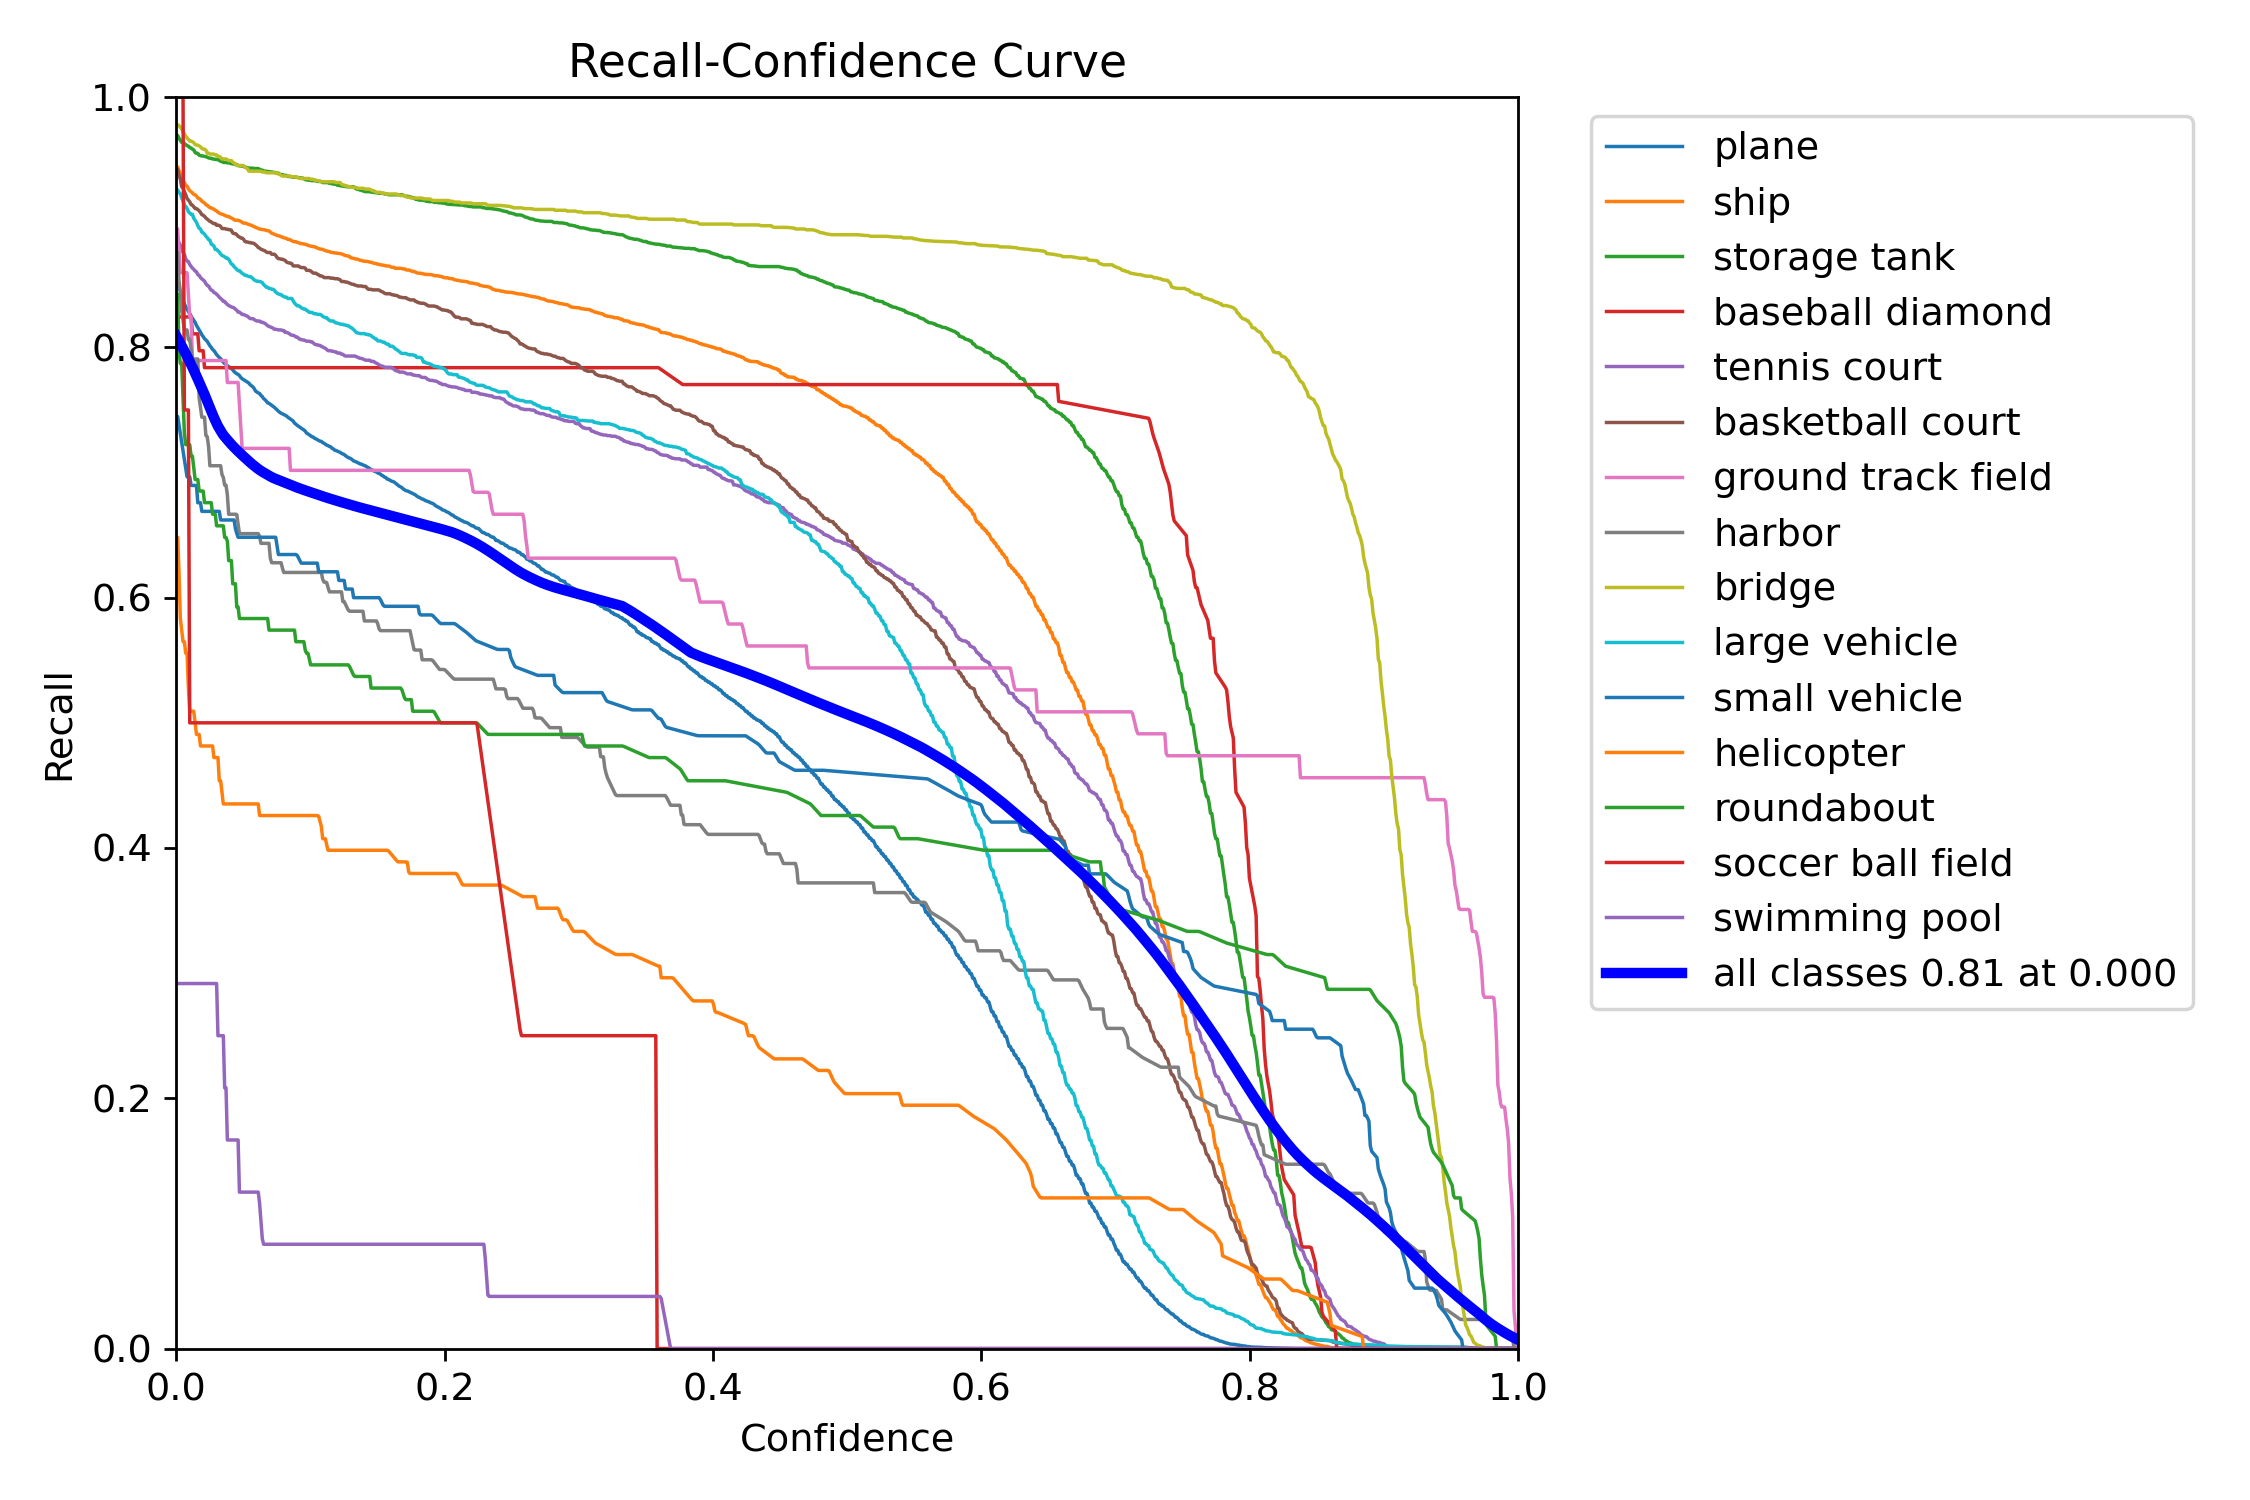 Recall-Confidence Curve
1.0
0.8
0.6
0.4
0.2
0.0
Recall
0.0 0.2 0.4 0.6 0.8 1.0
Confidence
plane
ship
storage tank
baseball diamond
tennis court
basketball court
ground track field
harbor
bridge
large vehicle
small vehicle
helicopter
roundabout
soccer ball field
swimming pool
all classes 0.81 at 0.000